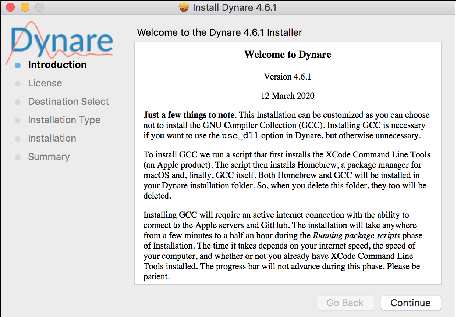 Install Dynare 4.6.1
Dynare
Introduction
License
Destination Select
Installation Type
Installation
Summary
Welcome to the Dynare 4.6.1 Installer
Welcome to Dynare
Version 4.6.1
12 March 2020
Just a few things to note. This installation can be customized as you can choose
not to install the GNU Compiler Collection (GCC). Installing GCC is necessary
if you want to use the use_dll option in Dynare, but otherwise unnecessary.
To install GCC we run a script that first installs the XCode Command Line Tools
(an Apple product). The script then installs Homebrew, a package manager for
macOS and, finally, GCC itself. Both Homebrew and GCC will be installed in
your Dynare installation folder. So, when you delete this folder, they too will be
deleted.
Installing GCC will require an active internet connection with the ability to
connect to the Apple servers and GitHub. The installation will take anywhere
from a few minutes to a half an hour during the Running package scripts phase
of Installation. The time it takes depends on your internet speed, the speed of
your computer, and whether or not you already have XCode Command Line
Tools installed. The progress bar will not advance during this phase. Please be
patient.
Go Back
Continue